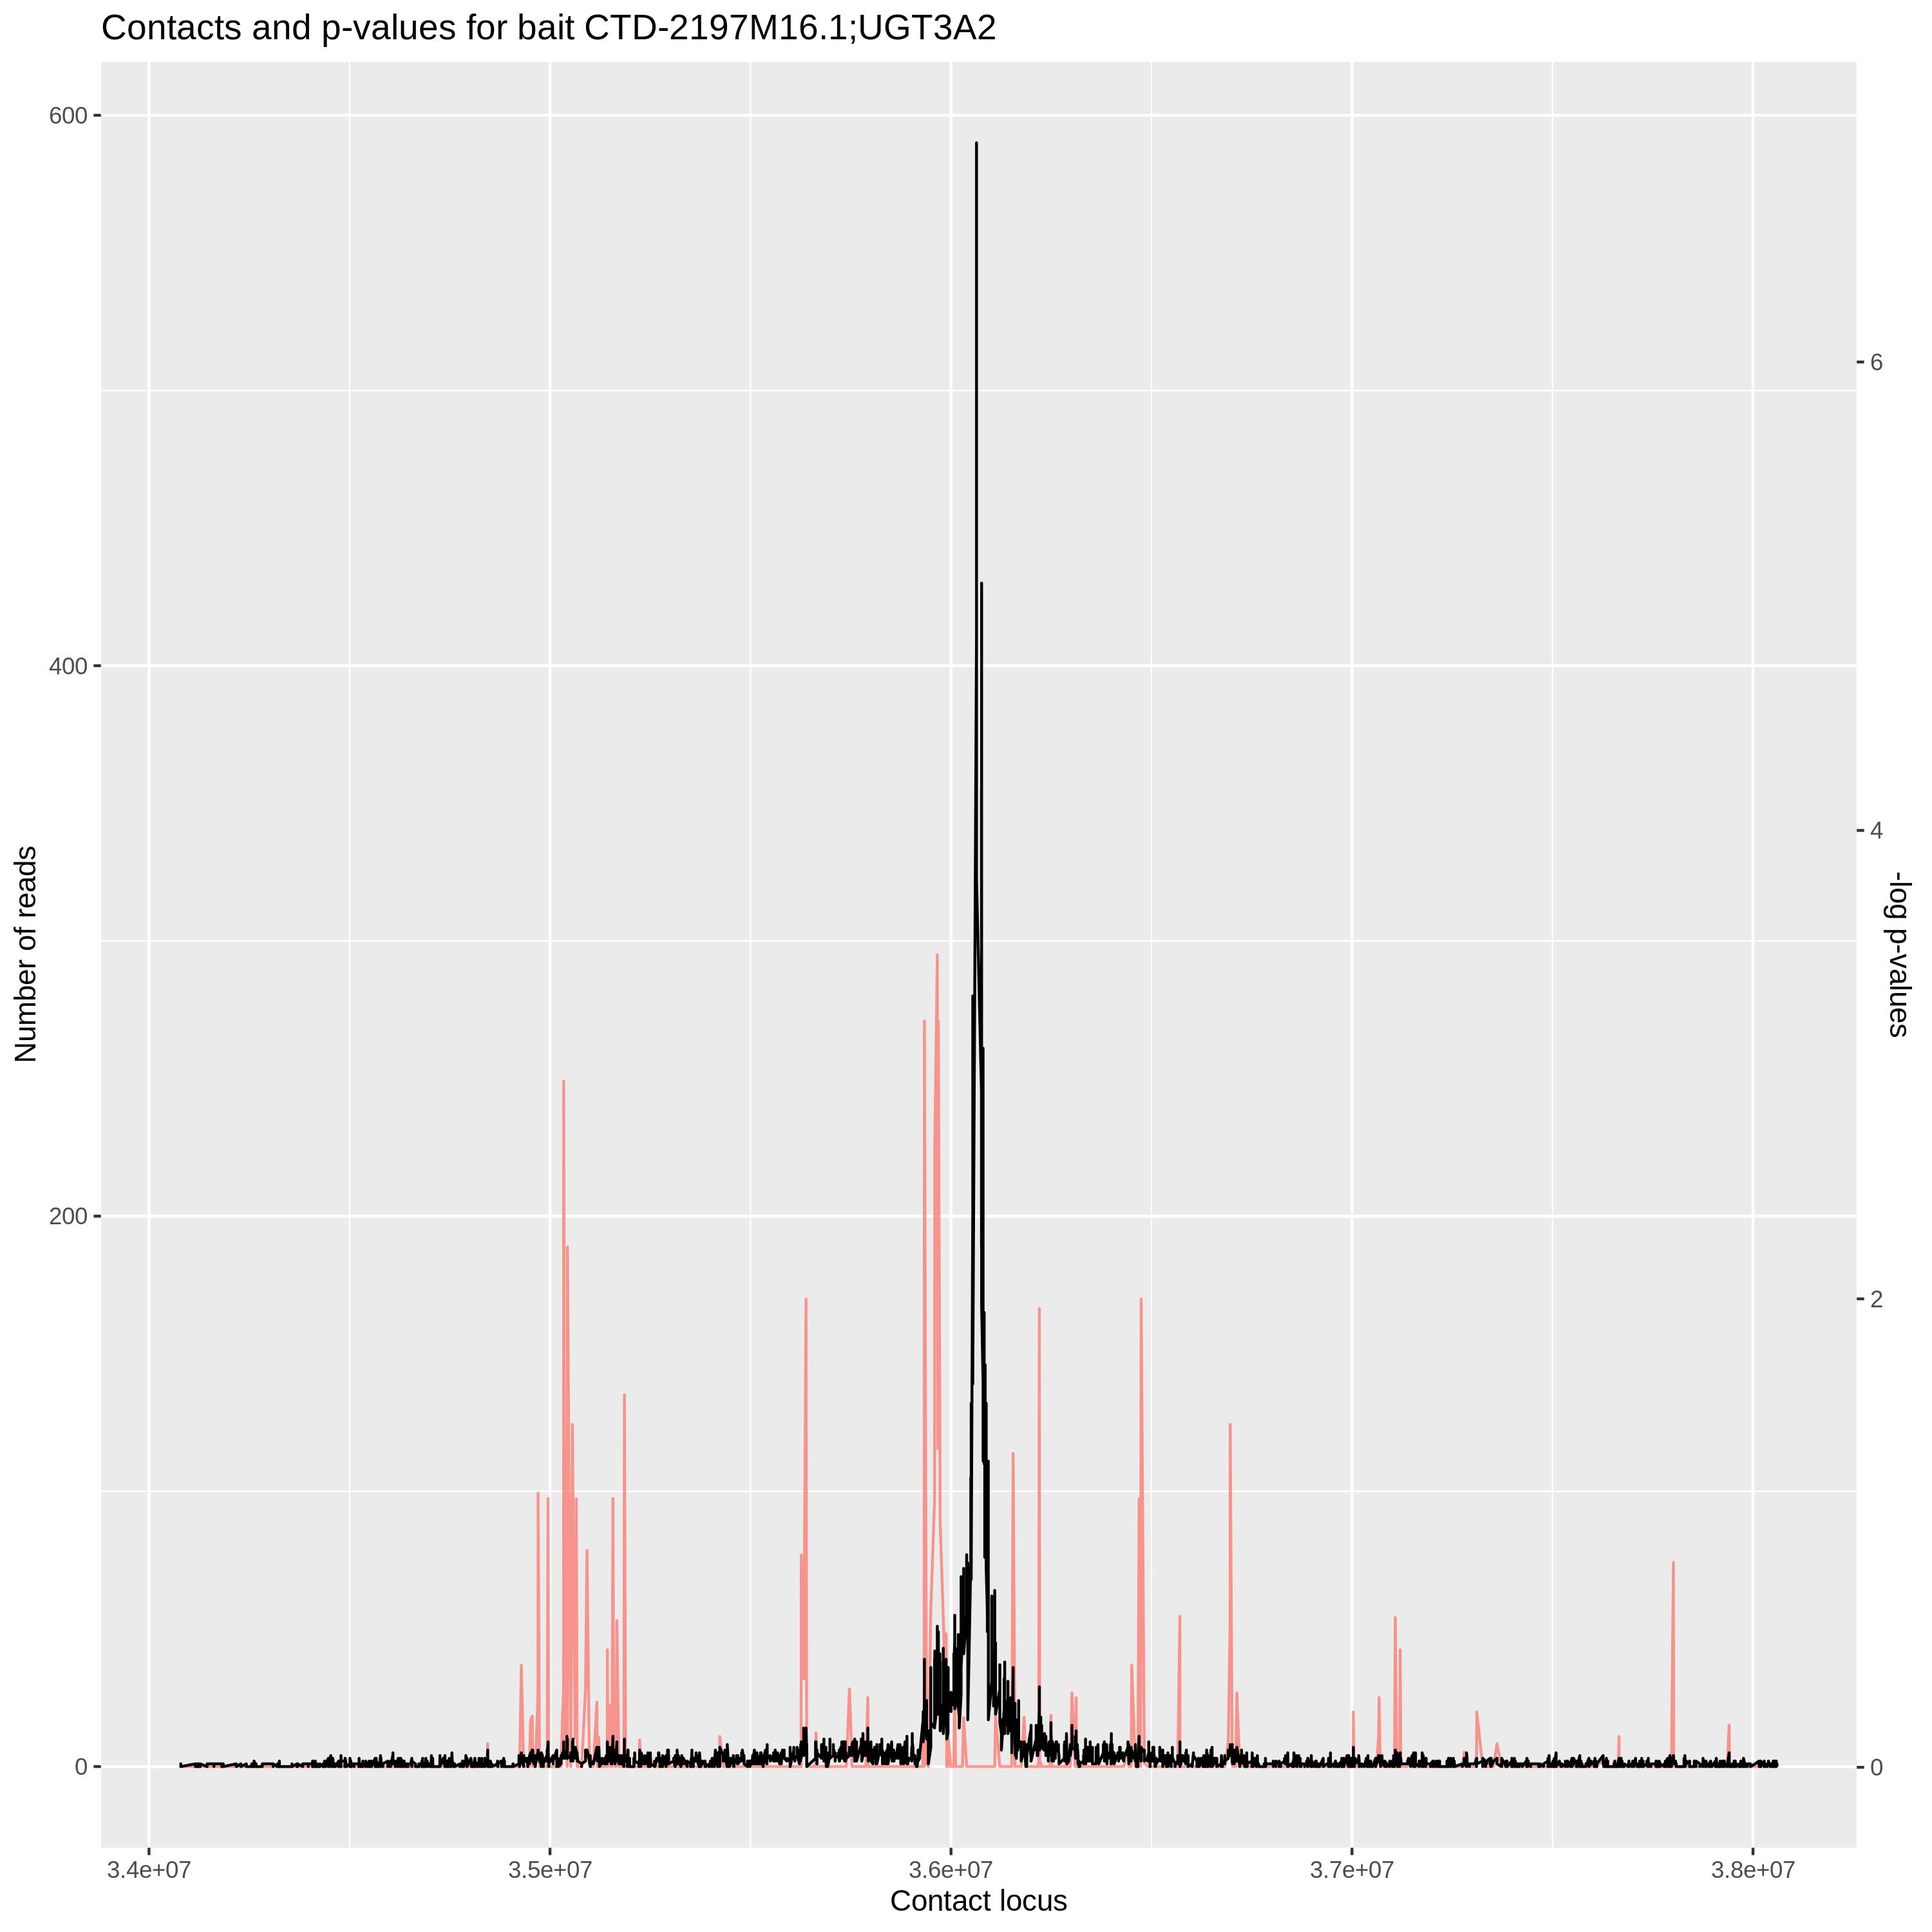 Contacts and p-values for bait CTD-2197M16.1;UGT3A2
600
400
200
0
Number of reads
6
4
2
0
-log p-values
3.4e+07
3.5e+07
3.6e+07
3.7e+07
3.8e+07
Contact locus